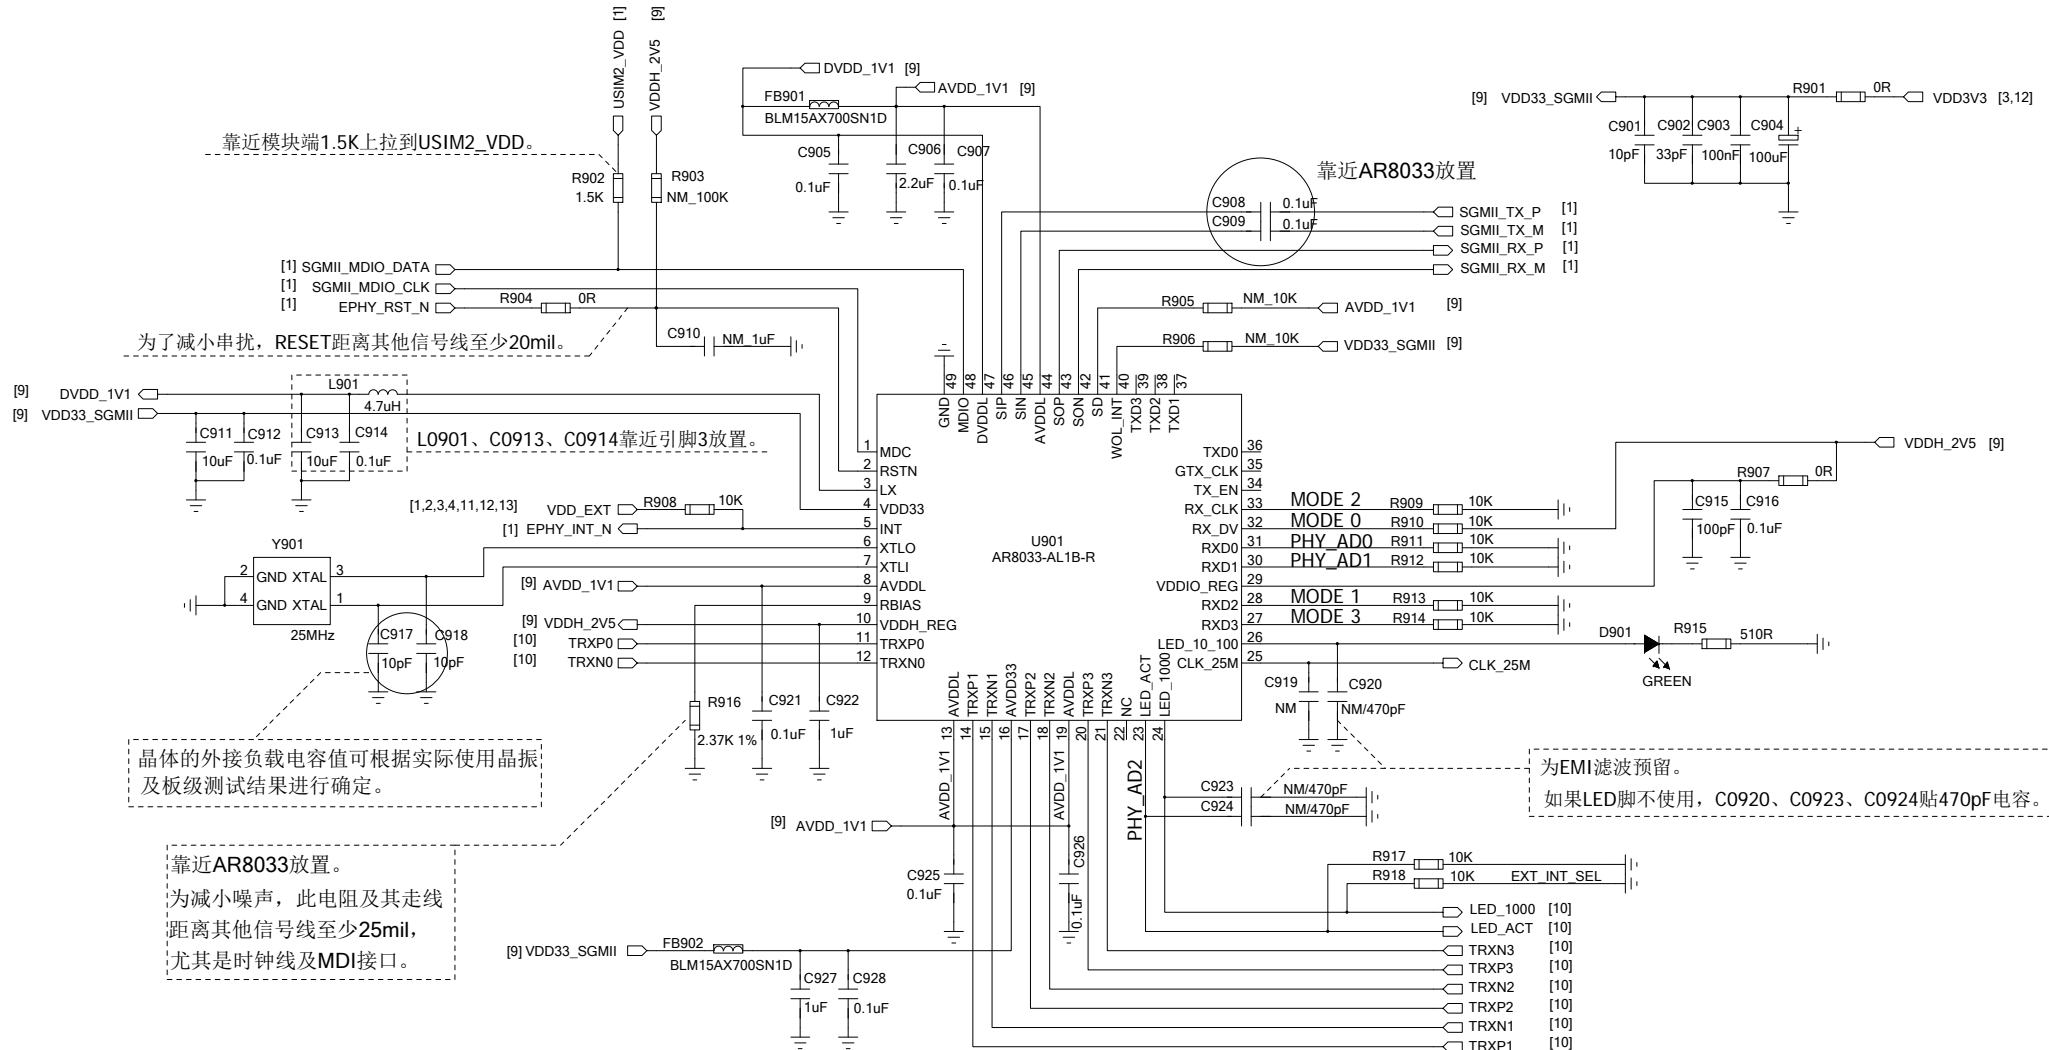 USIM2_VDD [1]
VDDH_2V5 [9]
DVDD_1V1 [9]
AVDD_1V1 [9]
FB901
BLM15AX700SN1D
C905
0.1uF
C906
2.2uF
C907
0.1uF
[9] VDD33_SGMII
R901 0R
VDD3V3 [3,12]
C901 C902 C903 C904
+
10pF 33pF 100nF 100uF
靠近模块端1.5K上拉到USIM2_VDD。
R902
1.5K
R903
NM_100K
靠近AR8033放置
C908 0.1uF
C909 0.1uF
SGMII_TX_P [1]
SGMII_TX_M [1]
SGMII_RX_P [1]
SGMII_RX_M [1]
[1] SGMII_MDIO_DATA
[1] SGMII_MDIO_CLK
[1] EPHY_RST_N
R904 0R
R905 NM_10K AVDD_1V1 [9]
R906 NM_10K VDD33_SGMII [9]
为了减小串扰，RESET距离其他信号线至少20mil。
C910 NM_1uF
[9] DVDD_1V1
[9] VDD33_SGMII
L901
4.7uH
C911
10uF
C912
0.1uF
C913
10uF
C914
0.1uF
L0901、C0913、C0914靠近引脚3放置。
49 48 47 46 45 44 43 42 41 40 39 38 37
GND MDIO DVDDL SIP SIN AVDDL SOP SON SD WOL_INT TXD3 TXD2 TXD1
1 MDC
2 RSTN
3 LX
4 VDD33
5 INT
6 XTLO
7 XTLI
8 AVDDL
9 RBIAS
10 VDDH_REG
11 TRXP0
12 TRXN0
U901
AR8033-AL1B-R
TXD0 36
GTX_CLK 35
TX_EN 34
RX_CLK 33
RX_DV 32
RXD0 31
RXD1 30
VDDIO_REG 29
RXD2 28
RXD3 27
LED_10_100 26
CLK_25M 25
AVDDL TRXP1 TRXN1 AVDD33 TRXP2 TRXN2 AVDDL TRXP3 TRXN3 NC LED_ACT LED_1000
13 14 15 16 17 18 19 20 21 22 23 24
MODE 2 R909 10K
MODE 0 R910 10K
PHY_AD0 R911 10K
PHY_AD1 R912 10K
MODE 1 R913 10K
MODE 3 R914 10K
VDDH_2V5 [9]
R907 0R
C915
100pF
C916
0.1uF
[1,2,3,4,11,12,13] VDD_EXT
R908 10K
[1] EPHY_INT_N
Y901
2 GND XTAL 3
4 GND XTAL 1
25MHz
C917
10pF
C918
10pF
[9] AVDD_1V1
[9] VDDH_2V5
[10] TRXP0
[10] TRXN0
D901
GREEN
R915 510R
CLK_25M
C919
NM
C920
NM/470pF
R916
2.37K 1%
C921
0.1uF
C922
1uF
晶体的外接负载电容值可根据实际使用晶振
及板级测试结果进行确定。
AVDD_1V1
AVDD_1V1
PHY_AD2
C923 NM/470pF
C924 NM/470pF
为EMI滤波预留。
如果LED脚不使用，C0920、C0923、C0924贴470pF电容。
[9] AVDD_1V1
C925
0.1uF
C926
0.1uF
靠近AR8033放置。
为减小噪声，此电阻及其走线
距离其他信号线至少25mil，
尤其是时钟线及MDI接口。
R917 10K
R918 10K EXT_INT_SEL
LED_1000 [10]
LED_ACT [10]
TRXN3 [10]
TRXP3 [10]
TRXN2 [10]
TRXP2 [10]
TRXN1 [10]
TRXP1 [10]
[9] VDD33_SGMII
FB902
BLM15AX700SN1D
C927
1uF
C928
0.1uF